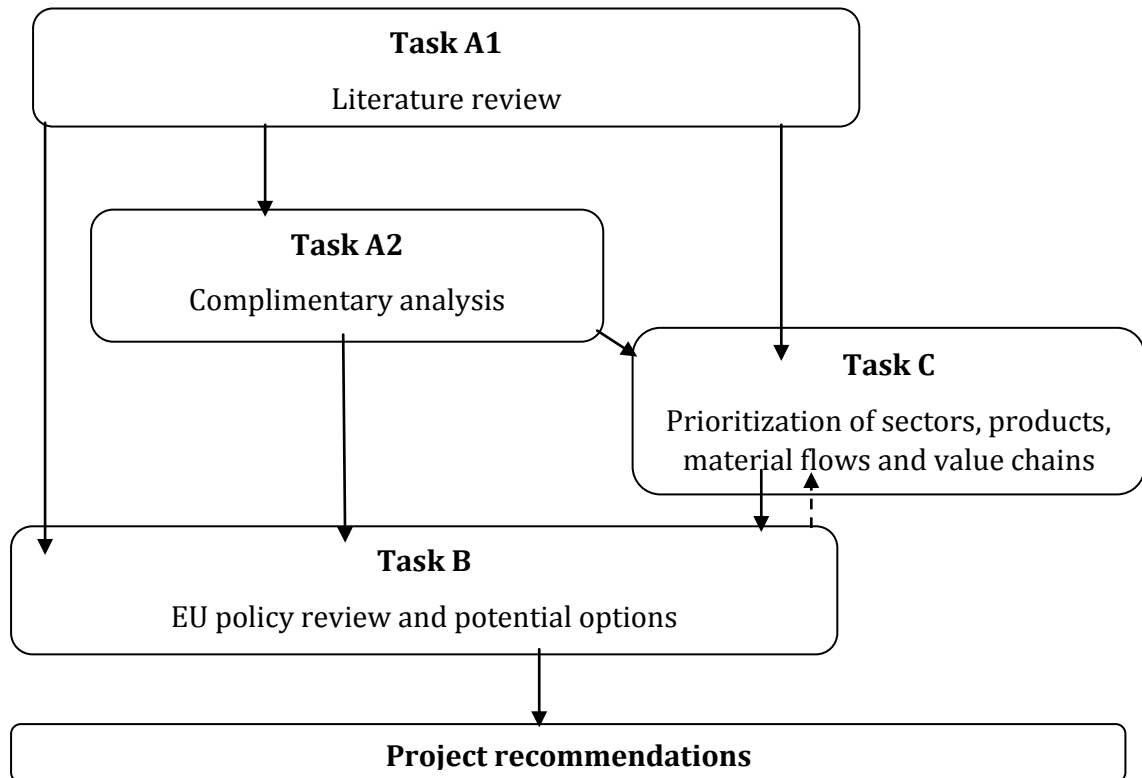 Task A1
Literature review
Task A2
Complimentary analysis
Task C
Prioritization of sectors, products,
material flows and value chains
Task B
EU policy review and potential options
Project recommendations